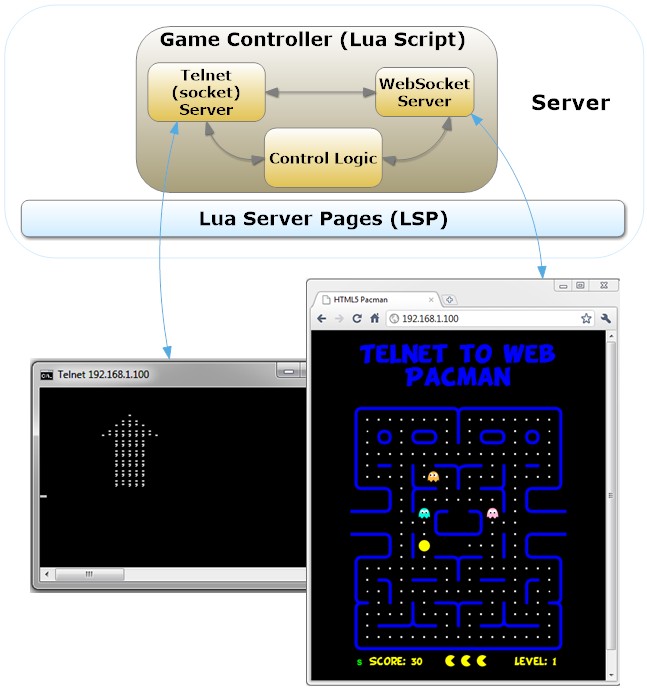 Game Controller (Lua Script)
Telnet
(socket)
Server
WebSocket
Server
Control Logic
Server
Lua Server Pages (LSP)
HTML5 Pacman
192.168.1.100
TELNET TO WEB
PACMAN
Telnet 192.168.1.100
S SCORE: 30
LEVEL: 1